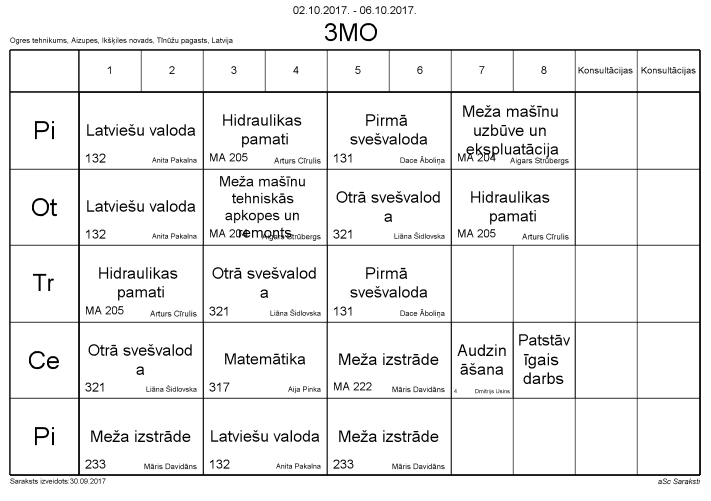 02.10.2017. - 06.10.2017.
3MO
Ogres tehnikums, Aizupes, Ikšķiles novads, Tīnūžu pagasts, Latvija
1 2 3 4 5 6 7 8 Konsultācijas Konsultācijas
Pi
Latviešu valoda
132 Anita Pakalna
Hidraulikas
pamati
MA 205 Arturs Cīrulis
Pirmā
svešvaloda
131 Dace Āboliņa
Meža mašīnu
uzbūve un
ekspluatācija
MA 204 Aigars Strūbergs
Ot
Latviešu valoda
132 Anita Pakalna
Meža mašīnu
tehniskās
apkopes un
remonts
MA 204 Aigars Strūbergs
Otrā svešvalod
a
321 Liāna Šidlovska
Hidraulikas
pamati
MA 205 Arturs Cīrulis
Tr
Hidraulikas
pamati
MA 205 Arturs Cīrulis
Otrā svešvalod
a
321 Liāna Šidlovska
Pirmā
svešvaloda
131 Dace Āboliņa
Ce
Otrā svešvalod
a
321 Liāna Šidlovska
Matemātika
317 Aija Pinka
Meža izstrāde
MA 222 Māris Davidāns
Audzin
āšana
4 Dmitrijs Usins
Patstāv
īgais
darbs
Pi
Meža izstrāde
233 Māris Davidāns
Latviešu valoda
132 Anita Pakalna
Meža izstrāde
233 Māris Davidāns
Saraksts izveidots:30.09.2017
aSc Saraksti